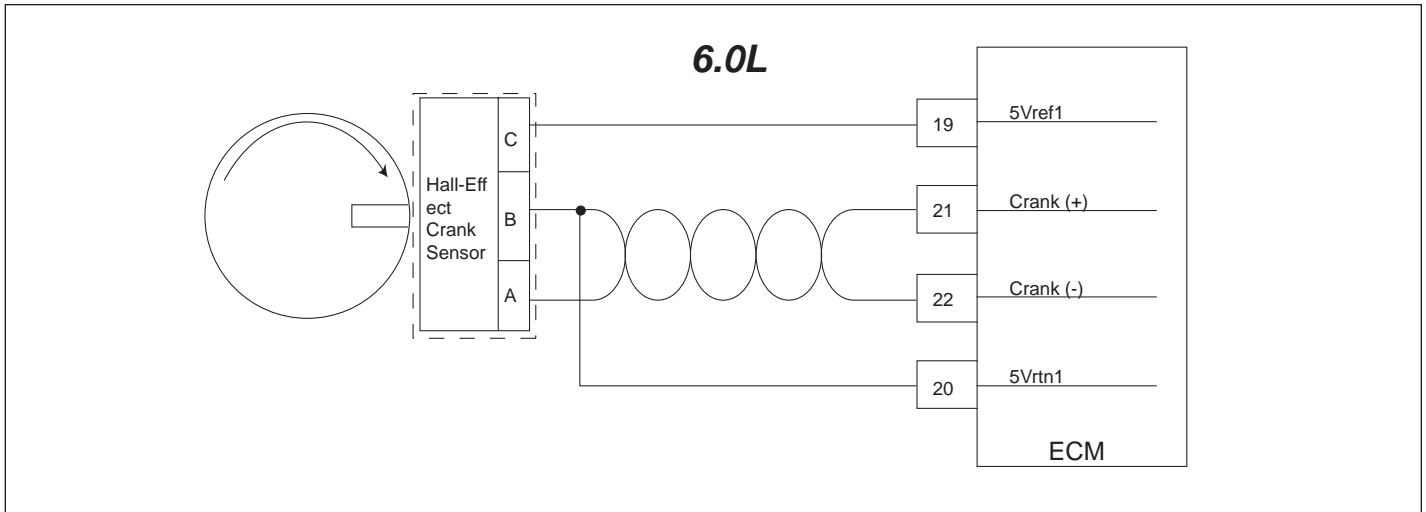 6.0L
Hall-Eff
ect
Crank
Sensor
C
B
A
19
5Vref1
21
Crank (+)
22
Crank (-)
20
5Vrtn1
ECM